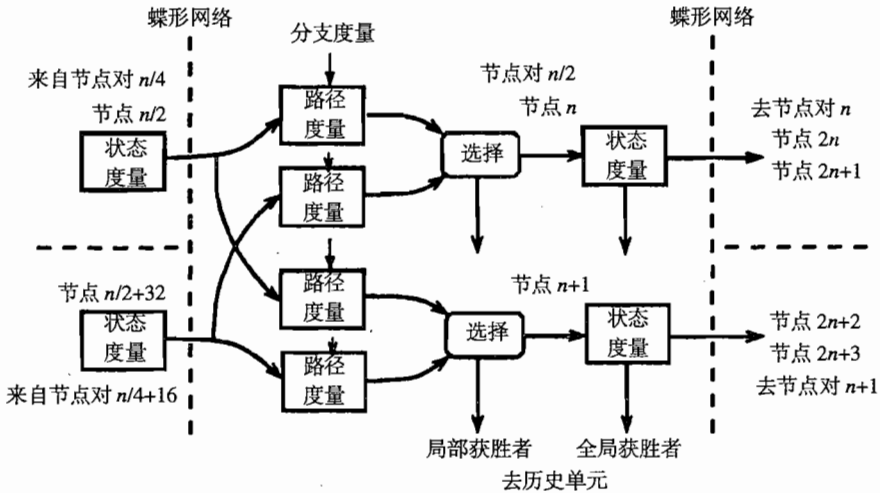 蝶形网络
蝶形网络
分支度量
来自节点对 n/4
节点 n/2
状态
度量
路径
度量
路径
度量
节点对 n/2
节点 n
选择
状态
度量
去节点对 n
节点 2n
节点 2n+1
节点 n/2+32
状态
度量
来自节点对 n/4+16
路径
度量
路径
度量
节点 n+1
选择
状态
度量
节点 2n+2
节点 2n+3
去节点对 n+1
局部获胜者
全局获胜者
去历史单元